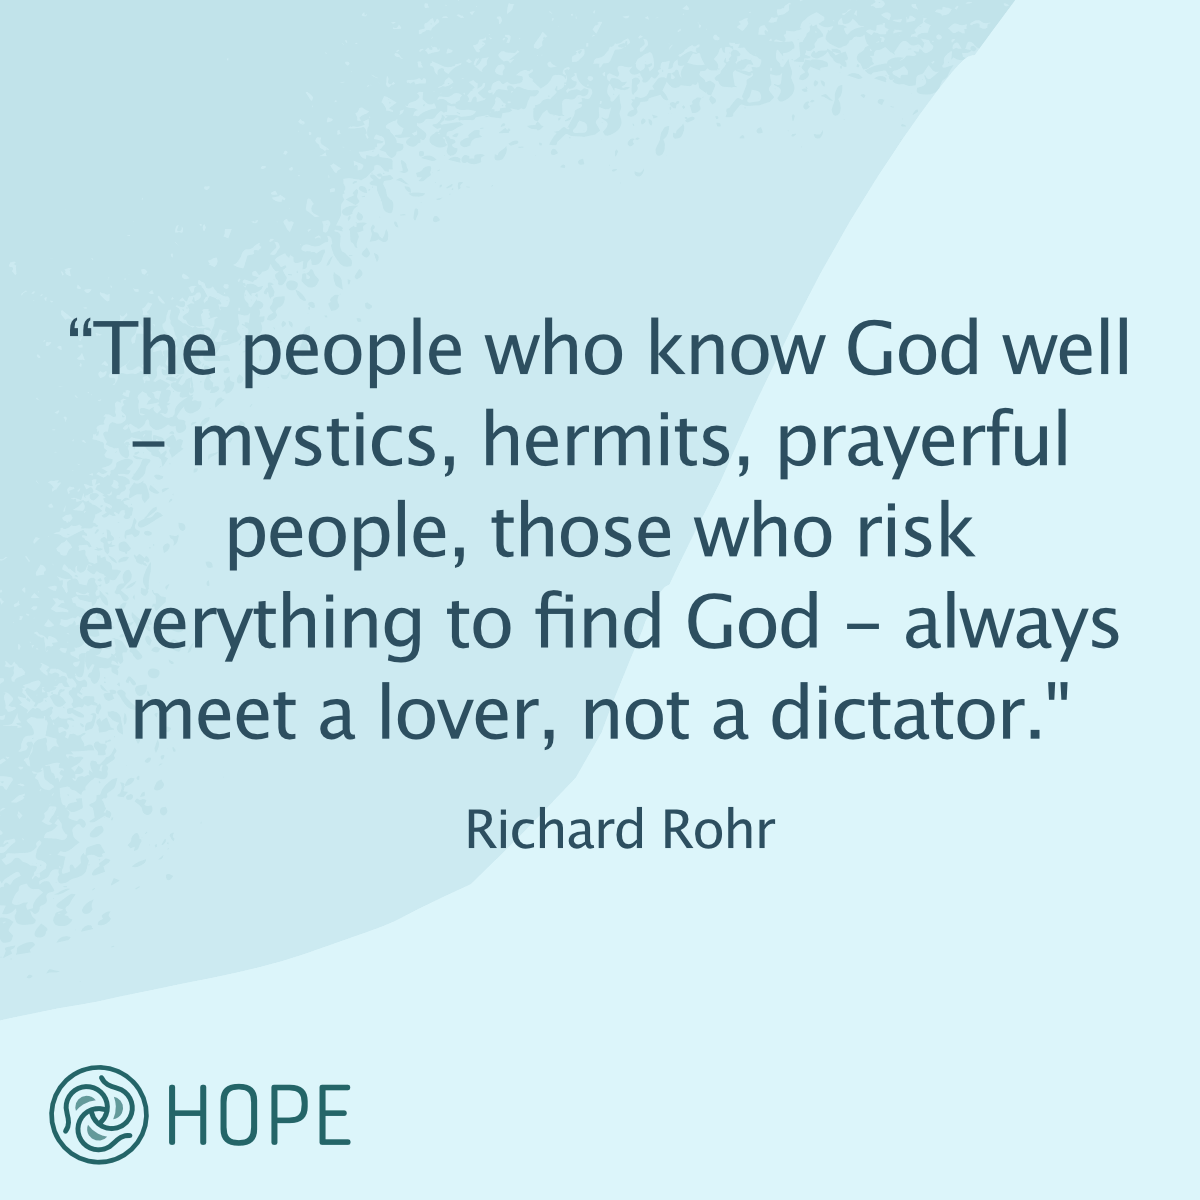 “The people who know God well
– mystics, hermits, prayerful
people, those who risk
everything to find God – always
meet a lover, not a dictator."
Richard Rohr
HOPE